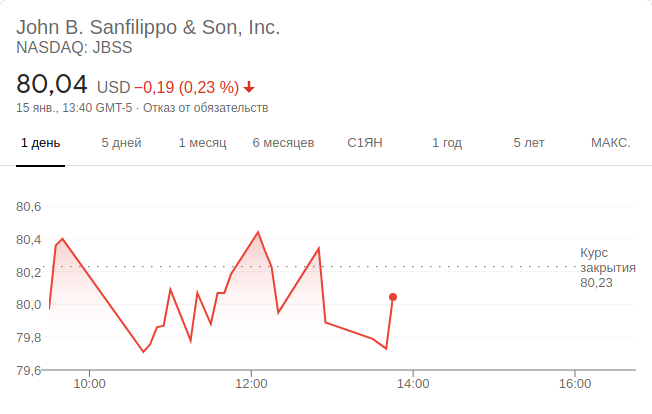 John B. Sanfilippo & Son, Inc.
NASDAQ: JBSS
80,04 USD −0,19 (0,23 %)
15 янв., 13:40 GMT-5 · Отказ от обязательств
1 день 5 дней 1 месяц 6 месяцев С1ЯН 1 год 5 лет МАКС.
80,6
80,4
Курс
80,2 закрытия
80,23
80,0
79,8
79,6
10:00 12:00 14:00 16:00